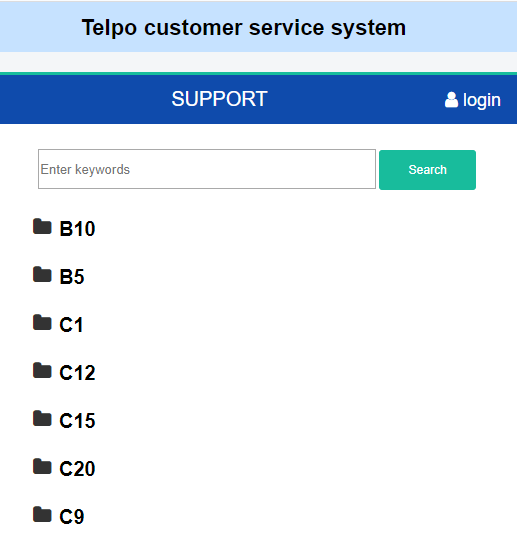 Telpo customer service system
SUPPORT
login
Enter keywords
Search
B10
B5
C1
C12
C15
C20
C9